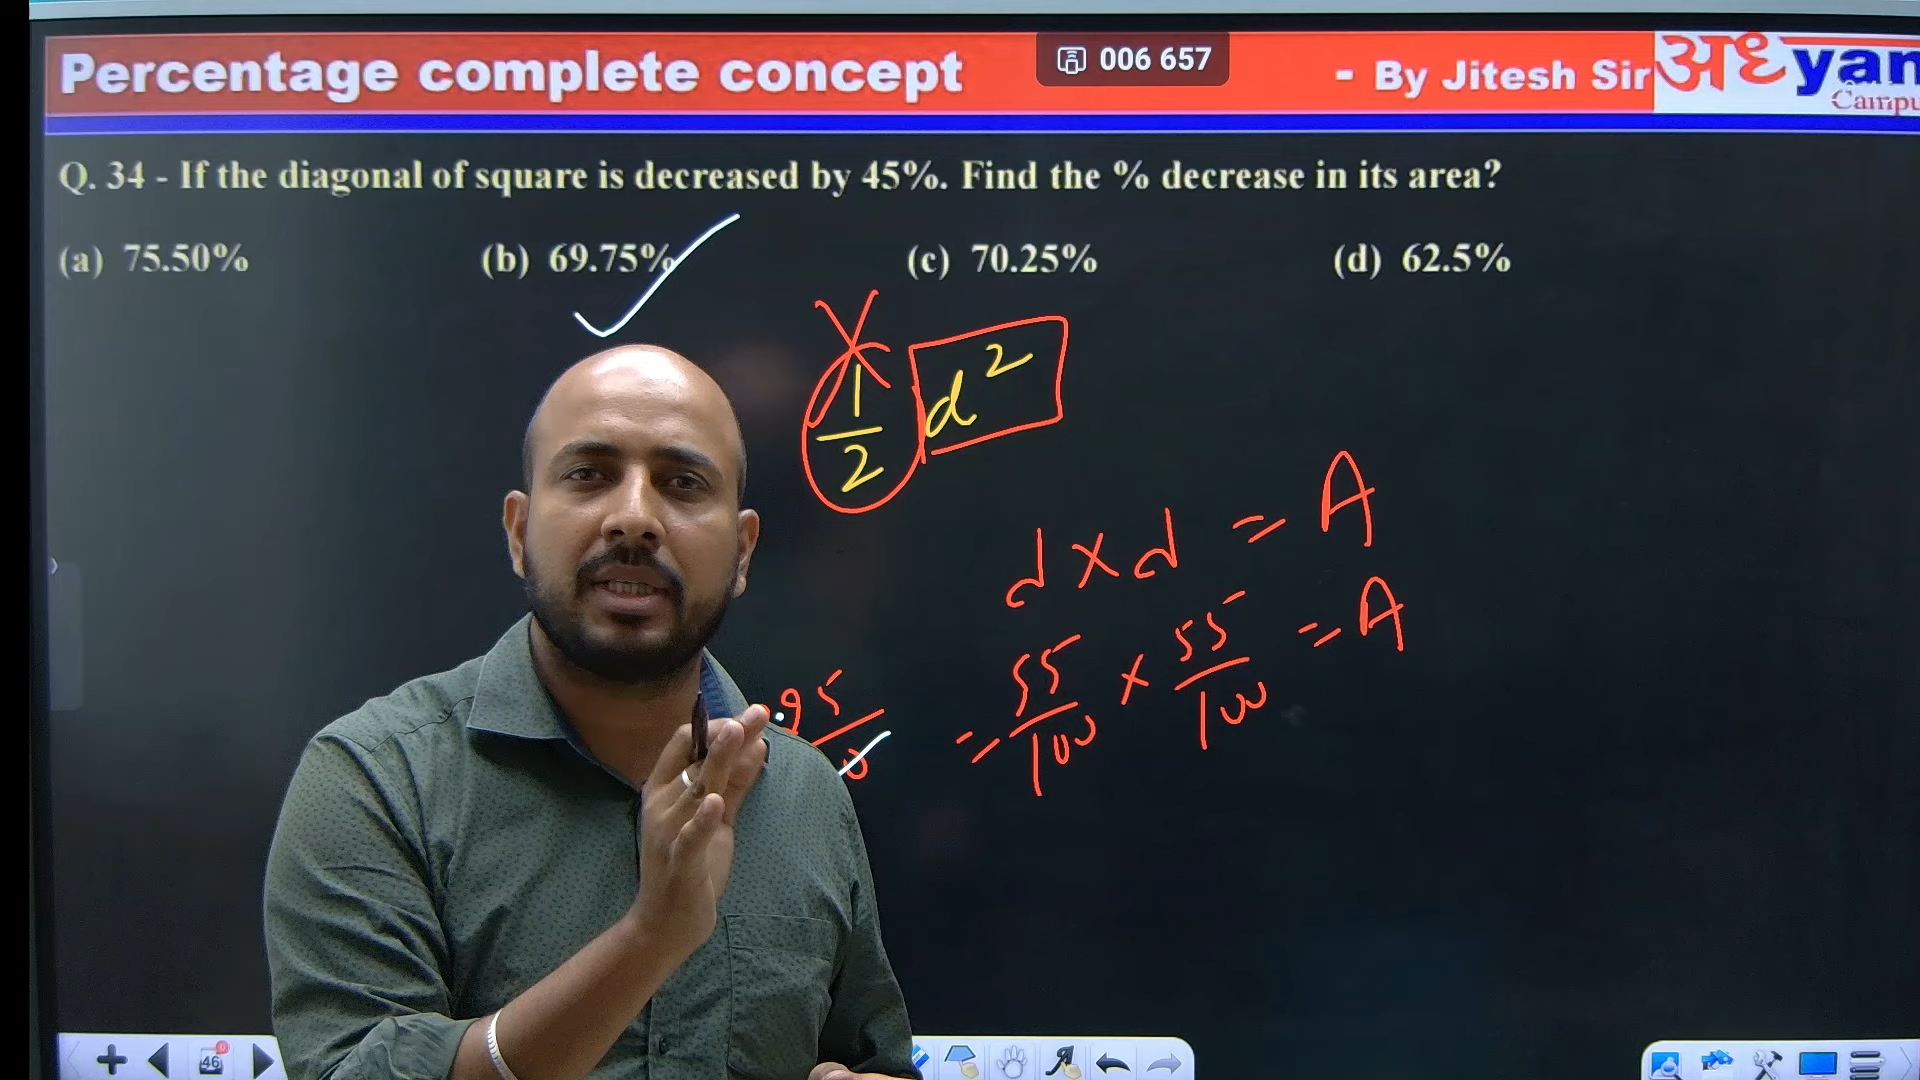 Percentage complete concept
006 657
- By Jitesh Sir
अध्yan
Campu
Q. 34 - If the diagonal of square is decreased by 45%. Find the % decrease in its area?
(a) 75.50%
(b) 69.75%
(c) 70.25%
(d) 62.5%
1/2 d²
d × d = A
= 55/100 × 55/100 = A
46